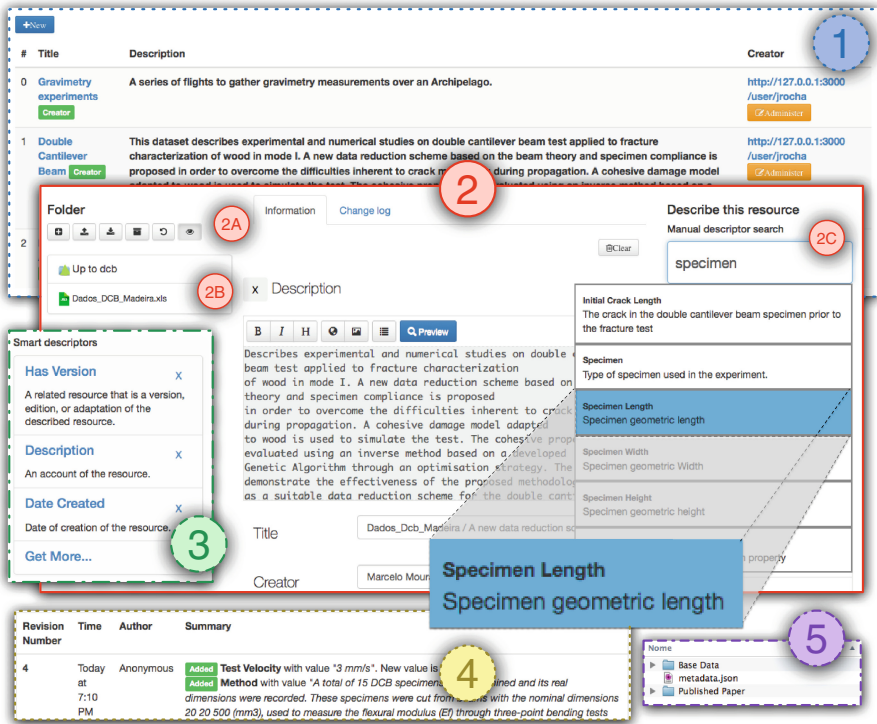 +New
1
# Title Description Creator
0 Gravimetry experiments Creator
A series of flights to gather gravimetry measurements over an Archipelago.
http://127.0.0.1:3000
/user/jrocha
Administer
1 Double Cantilever Beam Creator
This dataset describes experimental and numerical studies on double cantilever beam test applied to fracture
characterization of wood in mode I. A new data reduction scheme based on the beam theory and specimen compliance is
proposed in order to overcome the difficulties inherent to crack during propagation. A cohesive damage model
http://127.0.0.1:3000
/user/jrocha
Administer
2
2
Folder
2A
Information Change log
Describe this resource
Manual descriptor search
2C
specimen
Clear
Up to dcb
2B
Dados_DCB_Madeira.xls
x Description
B I H Preview
Describes experimental and numerical studies on double
beam test applied to fracture characterization
of wood in mode I. A new data reduction scheme based on
theory and specimen compliance is proposed
in order to overcome the difficulties inherent to crack
during propagation. A cohesive damage model adapted
to wood is used to simulate the test. The cohesive
evaluated using an inverse method based on a developed
Genetic Algorithm through an optimisation strategy. The
demonstrate the effectiveness of the proposed
as a suitable data reduction scheme for the double
Initial Crack Length
The crack in the double cantilever beam specimen prior to
the fracture test
Specimen
Type of specimen used in the experiment.
Specimen Length
Specimen geometric length
Specimen Width
Specimen geometric Width
Specimen Height
Specimen geometric height
property
Specimen Length
Specimen geometric length
Title Dados_Dcb_Madeira / A new data reduction
Creator Marcelo
Smart descriptors
Has Version x
A related resource that is a version,
edition, or adaptation of the
described resource.
Description x
An account of the resource.
Date Created x
Date of creation of the resource.
Get More...
3
Revision Number Time Author Summary
4 Today at 7:10 PM Anonymous
Added Test Velocity with value "3 mm/s". New value is
Added Method with value "A total of 15 DCB and its real
dimensions were recorded. These specimens were cut from with the nominal dimensions
20 20 500 (mm3), used to measure the flexural modulus (Ef) through three-point bending tests
4
5
Nome
Base Data
metadata.json
Published Paper